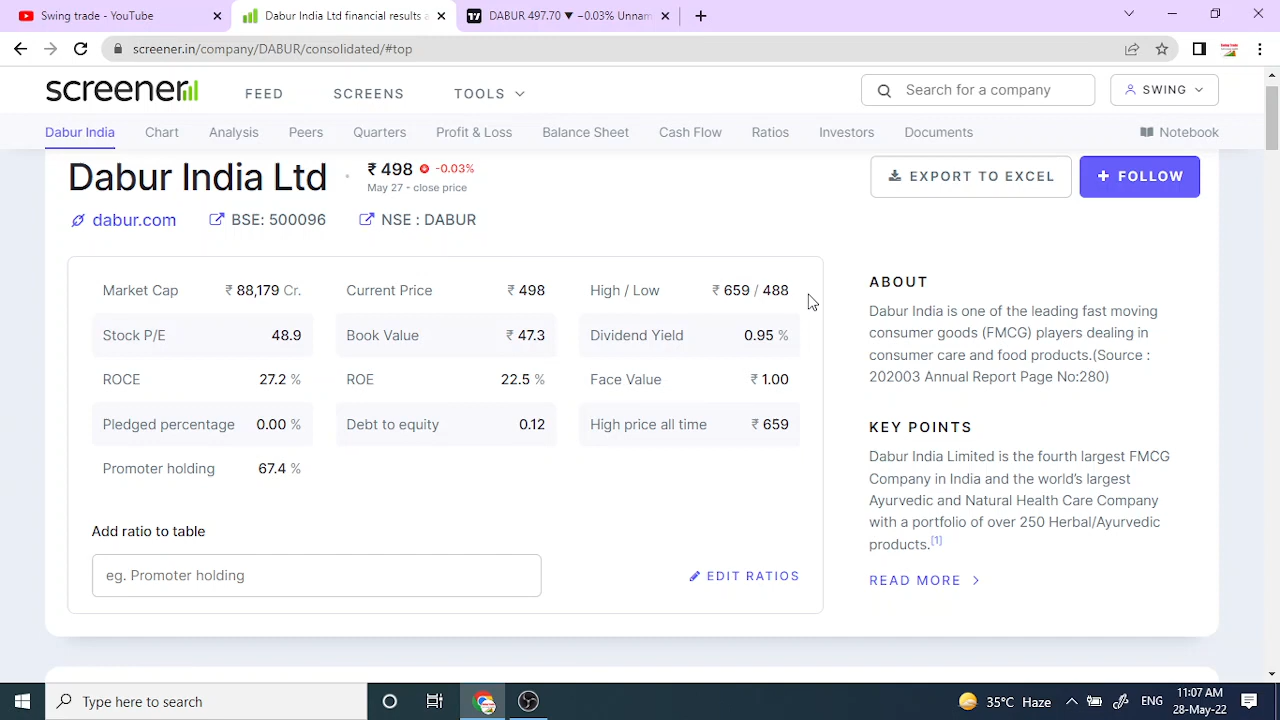 Swing trade - YouTube
Dabur India Ltd financial results a
DABUR 497.70 ▼ −0.03% Unnam
screener.in/company/DABUR/consolidated/#top
screener
FEED
SCREENS
TOOLS
Search for a company
SWING
Dabur India
Chart
Analysis
Peers
Quarters
Profit & Loss
Balance Sheet
Cash Flow
Ratios
Investors
Documents
Notebook
Dabur India Ltd
₹ 498 -0.03%
May 27 - close price
EXPORT TO EXCEL
+ FOLLOW
dabur.com
BSE: 500096
NSE : DABUR
Market Cap ₹ 88,179 Cr.
Current Price ₹ 498
High / Low ₹ 659 / 488
Stock P/E 48.9
Book Value ₹ 47.3
Dividend Yield 0.95 %
ROCE 27.2 %
ROE 22.5 %
Face Value ₹ 1.00
Pledged percentage 0.00 %
Debt to equity 0.12
High price all time ₹ 659
Promoter holding 67.4 %
Add ratio to table
eg. Promoter holding
EDIT RATIOS
ABOUT
Dabur India is one of the leading fast moving
consumer goods (FMCG) players dealing in
consumer care and food products.(Source :
202003 Annual Report Page No:280)
KEY POINTS
Dabur India Limited is the fourth largest FMCG
Company in India and the world's largest
Ayurvedic and Natural Health Care Company
with a portfolio of over 250 Herbal/Ayurvedic
products.[1]
READ MORE
Type here to search
35°C Haze
ENG
11:07 AM
28-May-22